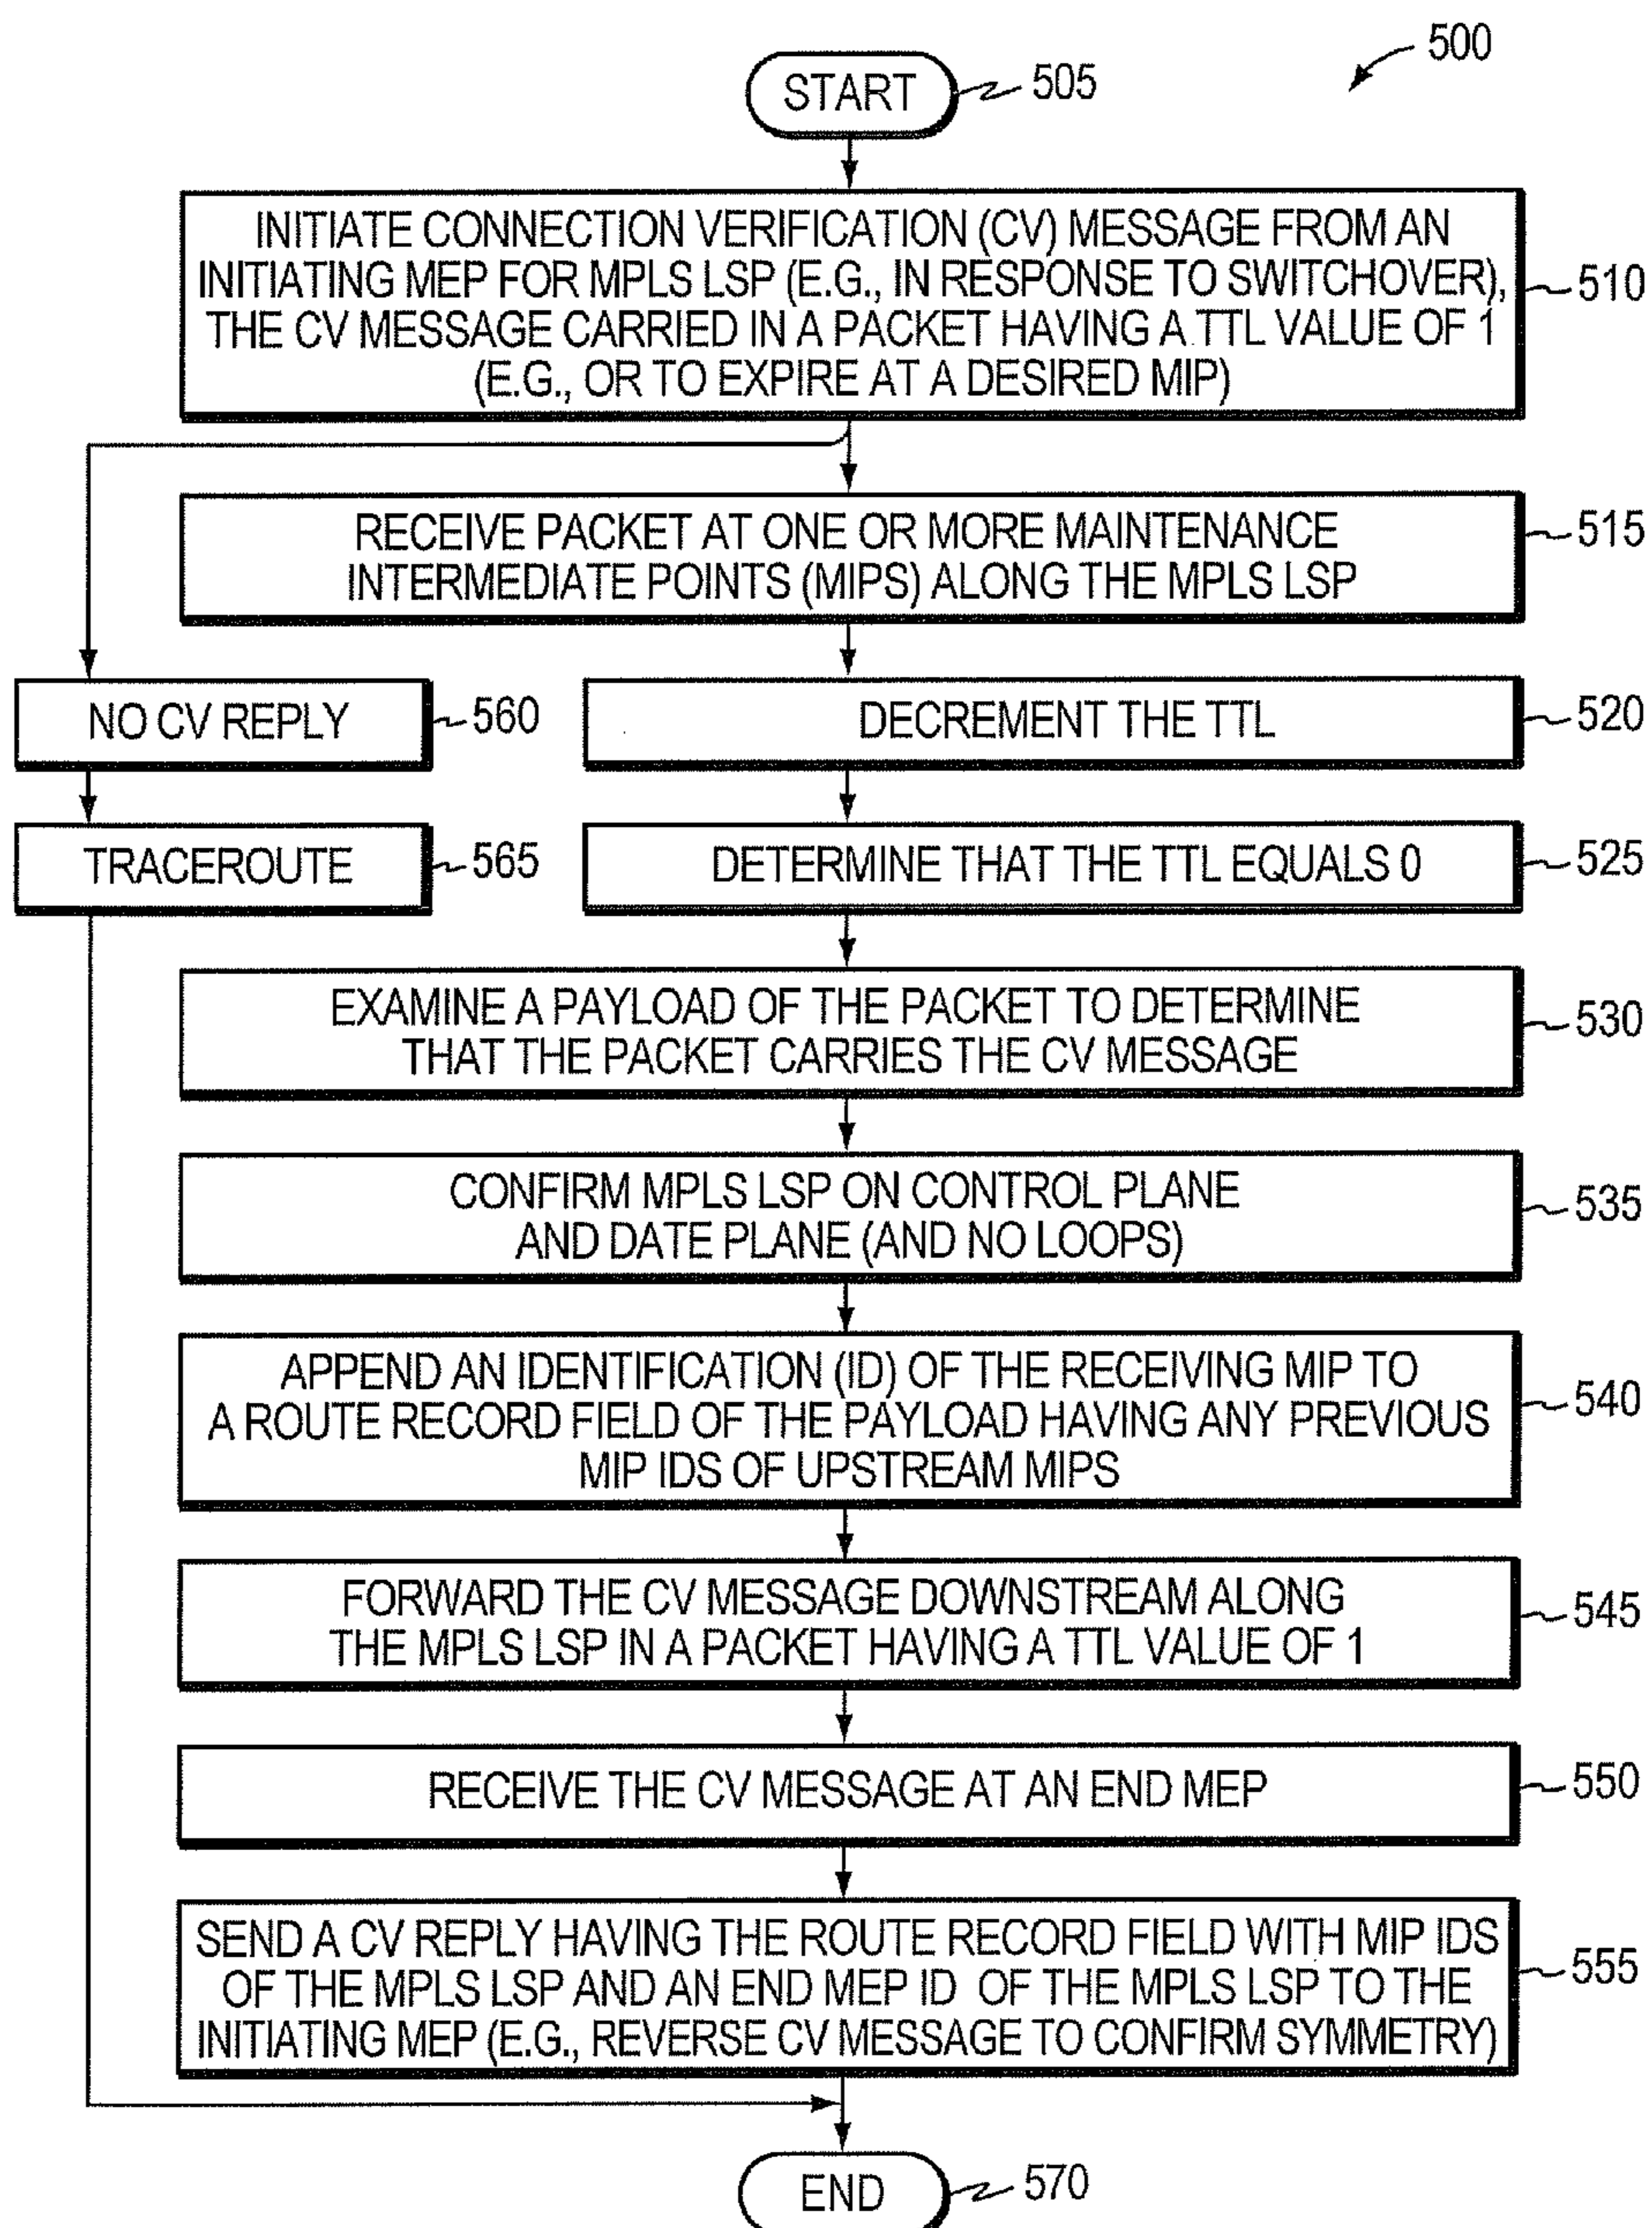 500
START
505
INITIATE CONNECTION VERIFICATION (CV) MESSAGE FROM AN
INITIATING MEP FOR MPLS LSP (E.G., IN RESPONSE TO SWITCHOVER),
THE CV MESSAGE CARRIED IN A PACKET HAVING A TTL VALUE OF 1
(E.G., OR TO EXPIRE AT A DESIRED MIP)
510
RECEIVE PACKET AT ONE OR MORE MAINTENANCE
INTERMEDIATE POINTS (MIPS) ALONG THE MPLS LSP
515
NO CV REPLY
560
DECREMENT THE TTL
520
TRACEROUTE
565
DETERMINE THAT THE TTL EQUALS 0
525
EXAMINE A PAYLOAD OF THE PACKET TO DETERMINE
THAT THE PACKET CARRIES THE CV MESSAGE
530
CONFIRM MPLS LSP ON CONTROL PLANE
AND DATE PLANE (AND NO LOOPS)
535
APPEND AN IDENTIFICATION (ID) OF THE RECEIVING MIP TO
A ROUTE RECORD FIELD OF THE PAYLOAD HAVING ANY PREVIOUS
MIP IDS OF UPSTREAM MIPS
540
FORWARD THE CV MESSAGE DOWNSTREAM ALONG
THE MPLS LSP IN A PACKET HAVING A TTL VALUE OF 1
545
RECEIVE THE CV MESSAGE AT AN END MEP
550
SEND A CV REPLY HAVING THE ROUTE RECORD FIELD WITH MIP IDS
OF THE MPLS LSP AND AN END MEP ID OF THE MPLS LSP TO THE
INITIATING MEP (E.G., REVERSE CV MESSAGE TO CONFIRM SYMMETRY)
555
END
570